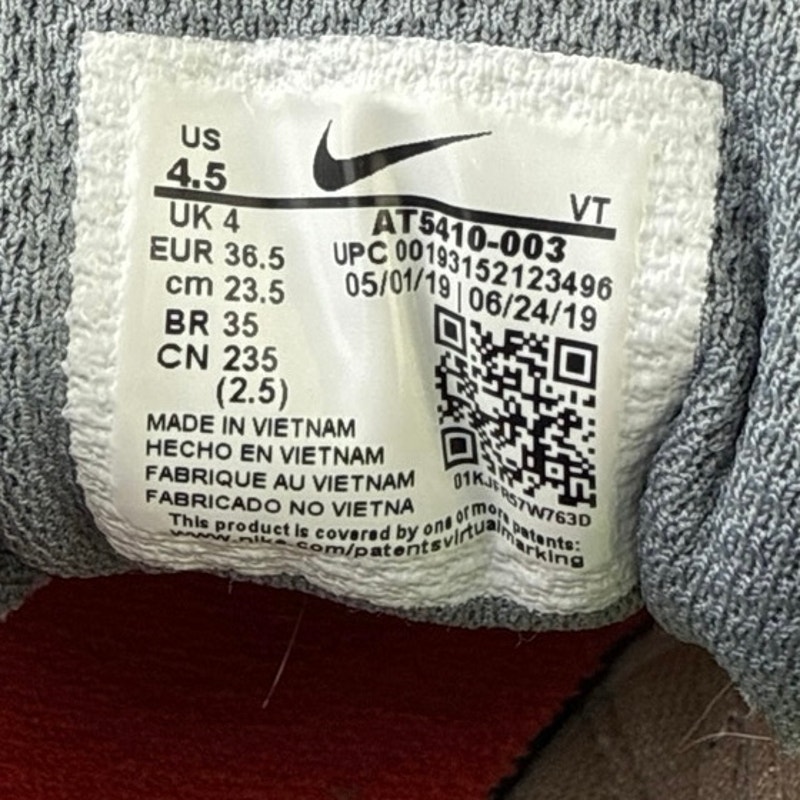 US
4.5
VT
UK 4
EUR 36.5
cm 23.5
BR 35
CN 235
(2.5)
AT5410-003
UPC 00193152123496
05/01/19 | 06/24/19
MADE IN VIETNAM
HECHO EN VIETNAM
FABRIQUE AU VIETNAM
FABRICADO NO VIETNA
This product is covered by one or more patents:
www.nike.com/patentsvirtualmarking